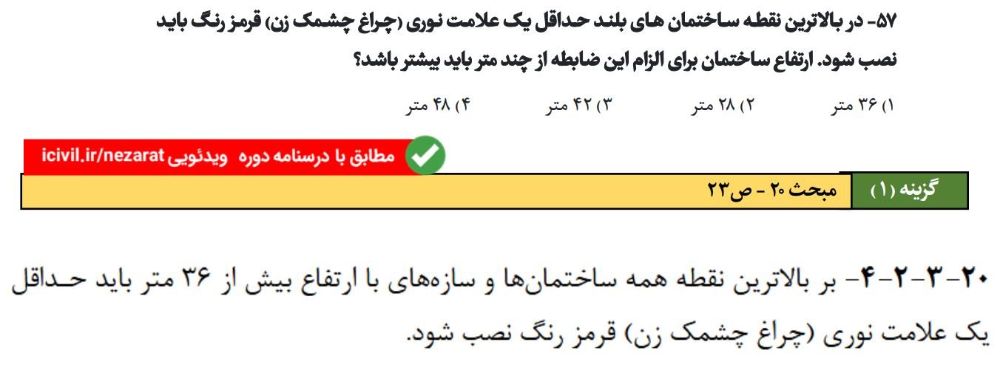 ۵۷- در بالاترین نقطه ساختمان های بلند حداقل یک علامت نوری (چراغ چشمک زن) قرمز رنگ باید
نصب شود. ارتفاع ساختمان برای الزام این ضابطه از چند متر باید بیشتر باشد؟
۱) ۳۶ متر ۲) ۲۸ متر ۳) ۴۲ متر ۴) ۴۸ متر
مطابق با درسنامه دوره ویدئویی icivil.ir/nezarat
گزینه (۱) مبحث ۲۰ - ص۲۳
۲۰-۳-۲-۴- بر بالاترین نقطه همه ساختمان‌ها و سازه‌های با ارتفاع بیش از ۳۶ متر باید حداقل
یک علامت نوری (چراغ چشمک زن) قرمز رنگ نصب شود.